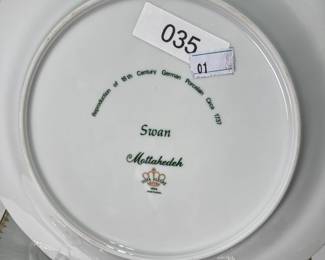 035
01
Reproduction of 18th Century German Porcelain Circa 1737
Swan
Mottahedeh